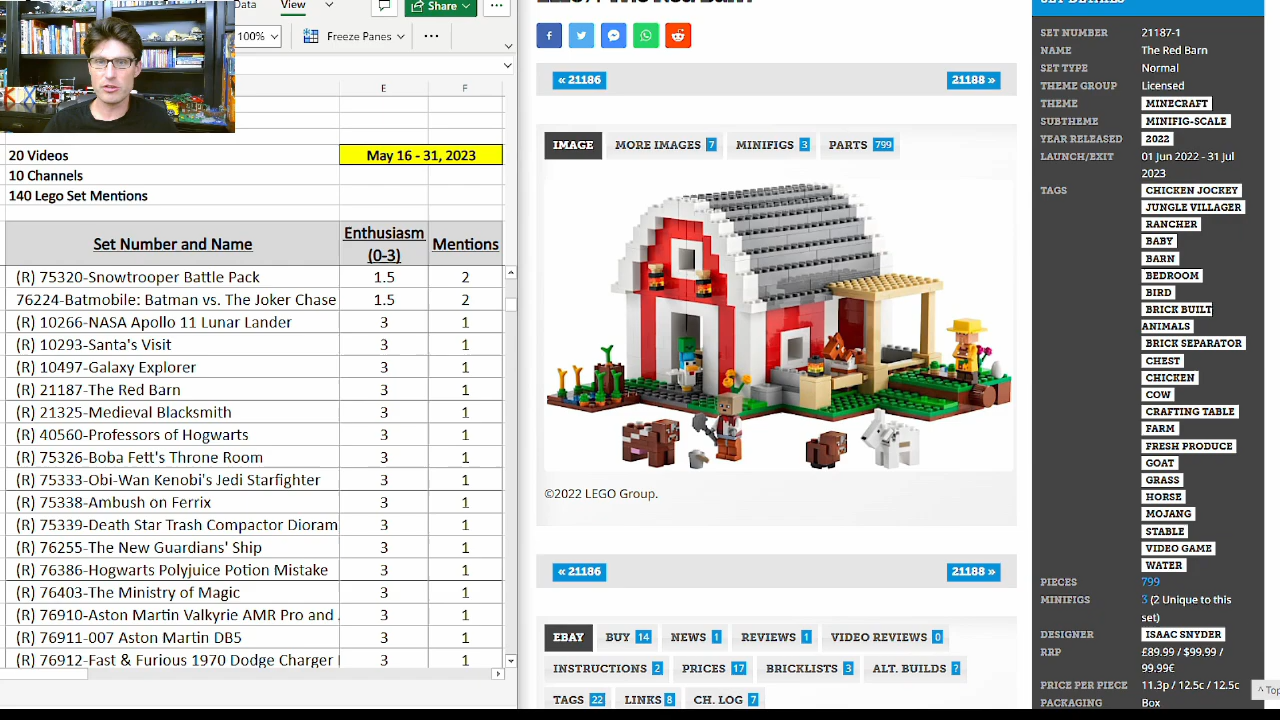 Data
View
Share
100%
Freeze Panes
E
F
20 Videos
May 16 - 31, 2023
10 Channels
140 Lego Set Mentions
Set Number and Name
Enthusiasm (0-3)
Mentions
(R) 75320-Snowtrooper Battle Pack 1.5 2
76224-Batmobile: Batman vs. The Joker Chase 1.5 2
(R) 10266-NASA Apollo 11 Lunar Lander 3 1
(R) 10293-Santa's Visit 3 1
(R) 10497-Galaxy Explorer 3 1
(R) 21187-The Red Barn 3 1
(R) 21325-Medieval Blacksmith 3 1
(R) 40560-Professors of Hogwarts 3 1
(R) 75326-Boba Fett's Throne Room 3 1
(R) 75333-Obi-Wan Kenobi's Jedi Starfighter 3 1
(R) 75338-Ambush on Ferrix 3 1
(R) 75339-Death Star Trash Compactor Dioram 3 1
(R) 76255-The New Guardians' Ship 3 1
(R) 76386-Hogwarts Polyjuice Potion Mistake 3 1
(R) 76403-The Ministry of Magic 3 1
(R) 76910-Aston Martin Valkyrie AMR Pro and 3 1
(R) 76911-007 Aston Martin DB5 3 1
(R) 76912-Fast & Furious 1970 Dodge Charger 3 1
« 21186
21188 »
IMAGE
MORE IMAGES 7
MINIFIGS 3
PARTS 799
©2022 LEGO Group.
« 21186
21188 »
EBAY
BUY 14
NEWS 1
REVIEWS 1
VIDEO REVIEWS 0
INSTRUCTIONS 2
PRICES 17
BRICKLISTS 3
ALT. BUILDS ?
TAGS 22
LINKS 8
CH. LOG 7
SET DETAILS
SET NUMBER 21187-1
NAME The Red Barn
SET TYPE Normal
THEME GROUP Licensed
THEME MINECRAFT
SUBTHEME MINIFIG-SCALE
YEAR RELEASED 2022
LAUNCH/EXIT 01 Jun 2022 - 31 Jul
2023
TAGS CHICKEN JOCKEY
JUNGLE VILLAGER
RANCHER
BABY
BARN
BEDROOM
BIRD
BRICK BUILT
ANIMALS
BRICK SEPARATOR
CHEST
CHICKEN
COW
CRAFTING TABLE
FARM
FRESH PRODUCE
GOAT
GRASS
HORSE
MOJANG
STABLE
VIDEO GAME
WATER
PIECES 799
MINIFIGS 3 (2 Unique to this
set)
DESIGNER ISAAC SNYDER
RRP £89.99 / $99.99 /
99.99€
PRICE PER PIECE 11.3p / 12.5c / 12.5c
PACKAGING Box
^ Top